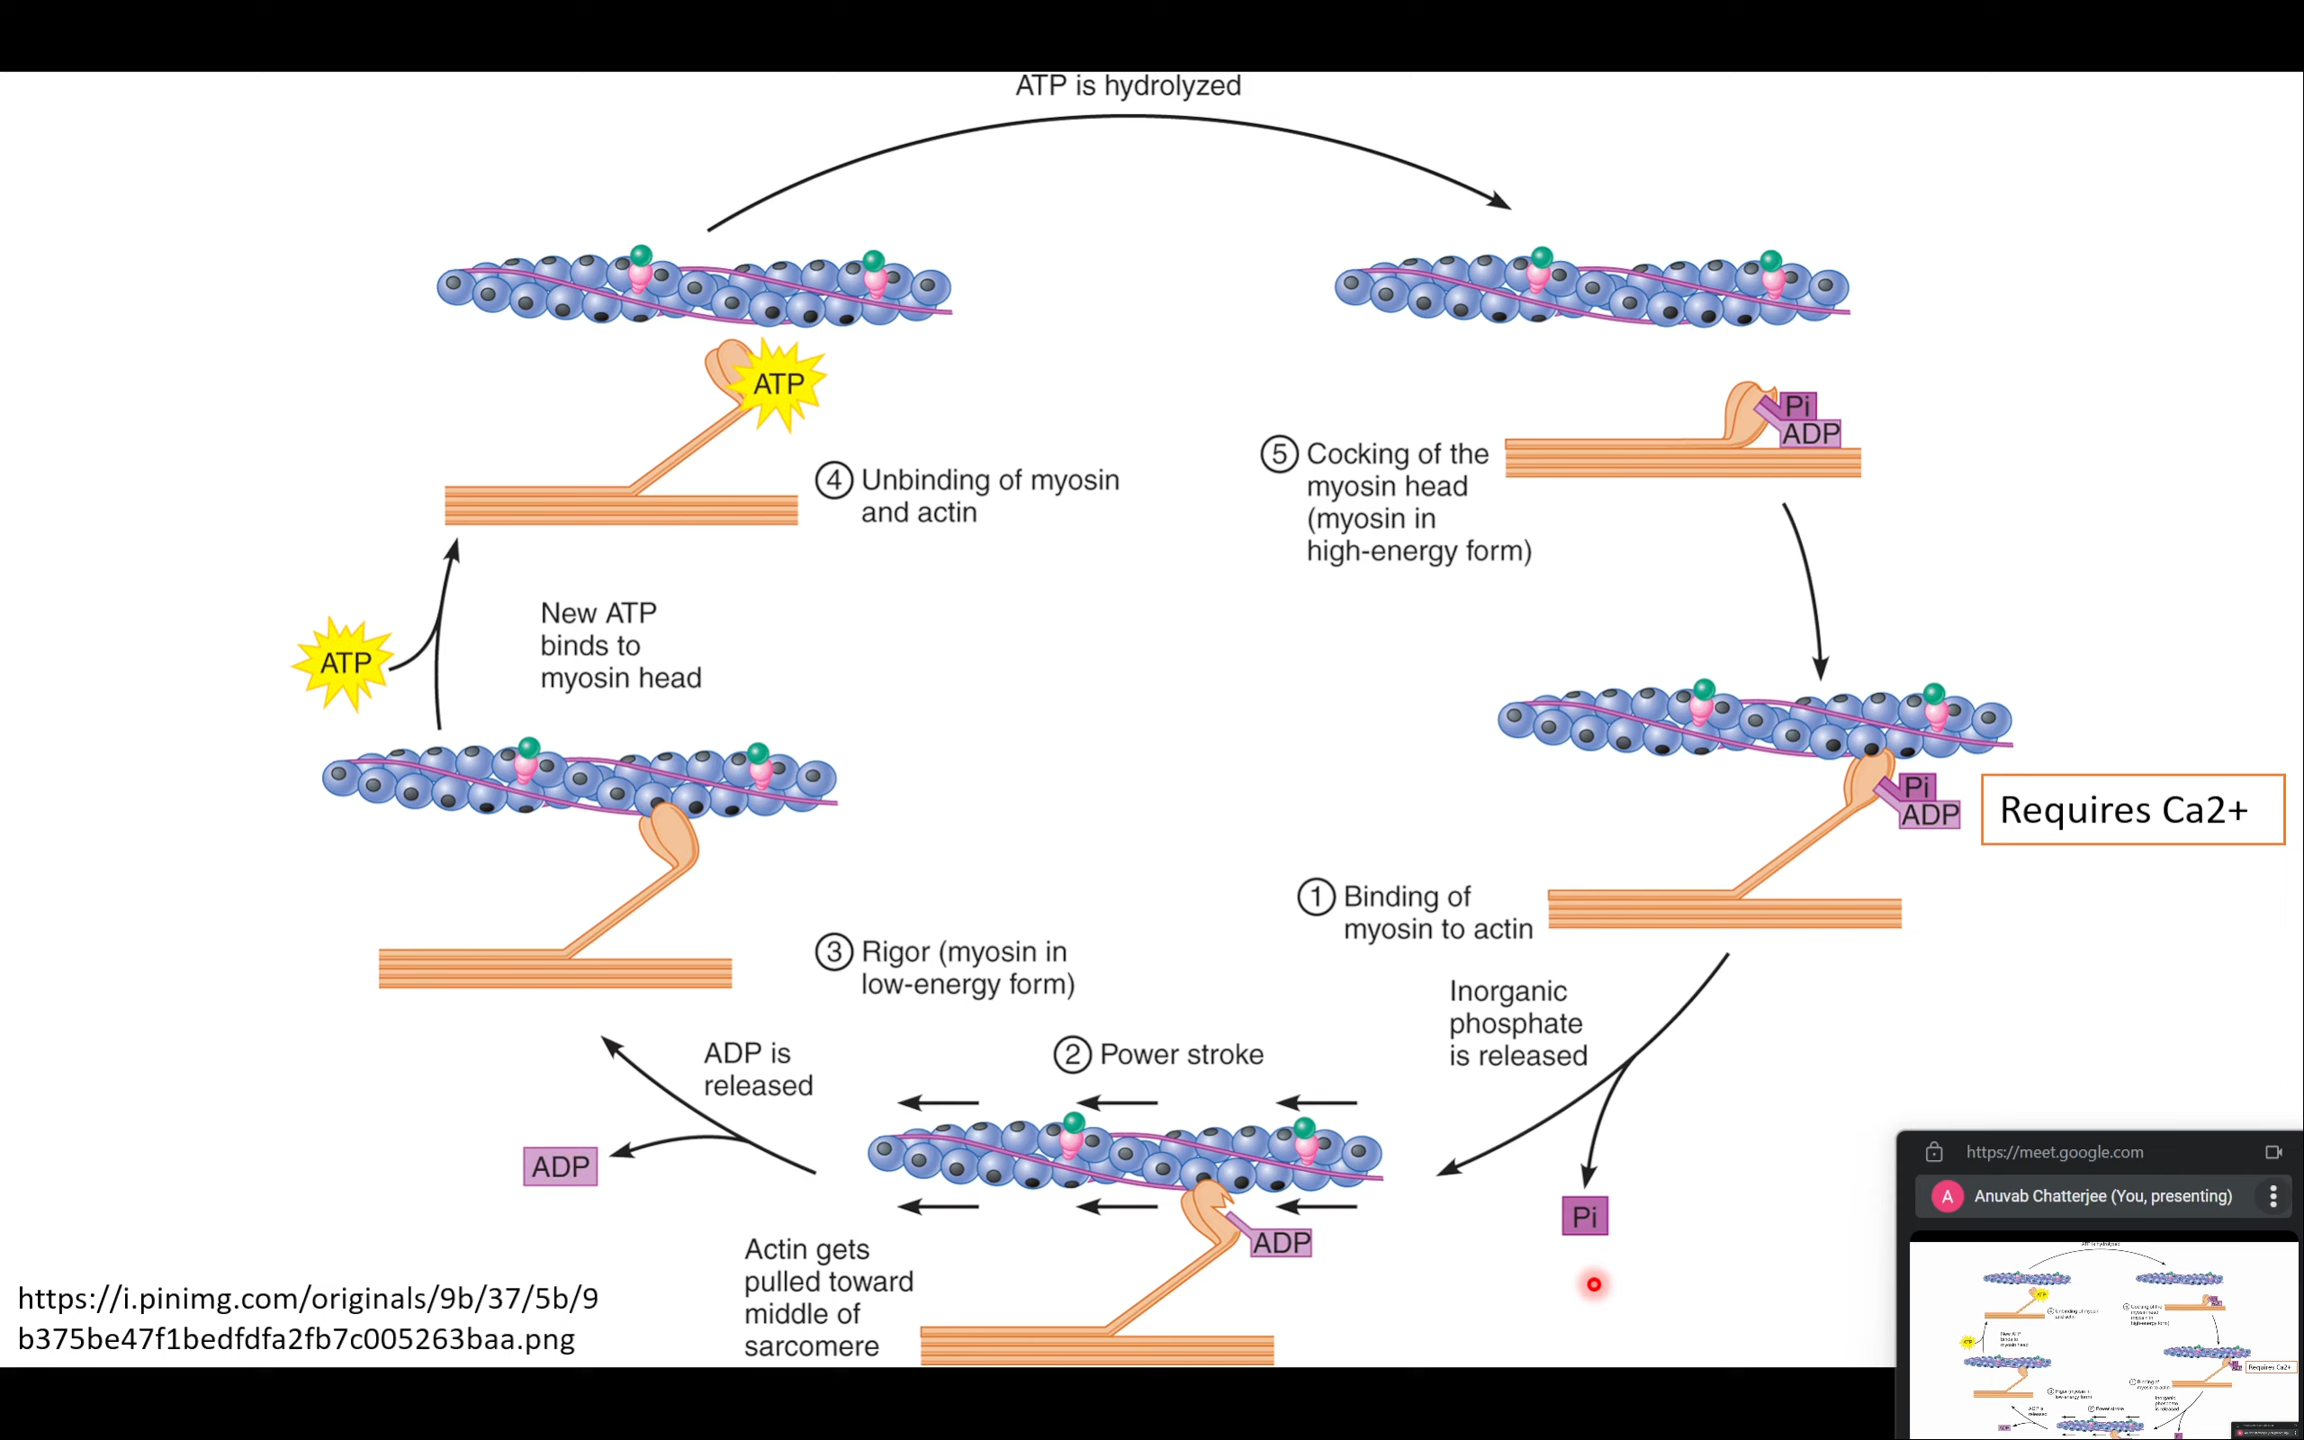 ATP is hydrolyzed
ATP
④ Unbinding of myosin
and actin
Pi
ADP
⑤ Cocking of the
myosin head
(myosin in
high-energy form)
New ATP
binds to
myosin head
ATP
Pi
ADP
Requires Ca2+
① Binding of
myosin to actin
③ Rigor (myosin in
low-energy form)
Inorganic
phosphate
is released
ADP is
released
② Power stroke
ADP
Pi
ADP
Actin gets
pulled toward
middle of
sarcomere
https://i.pinimg.com/originals/9b/37/5b/9
b375be47f1bedfdfa2fb7c005263baa.png
https://meet.google.com
A
Anuvab Chatterjee (You, presenting)
Requires Ca2+